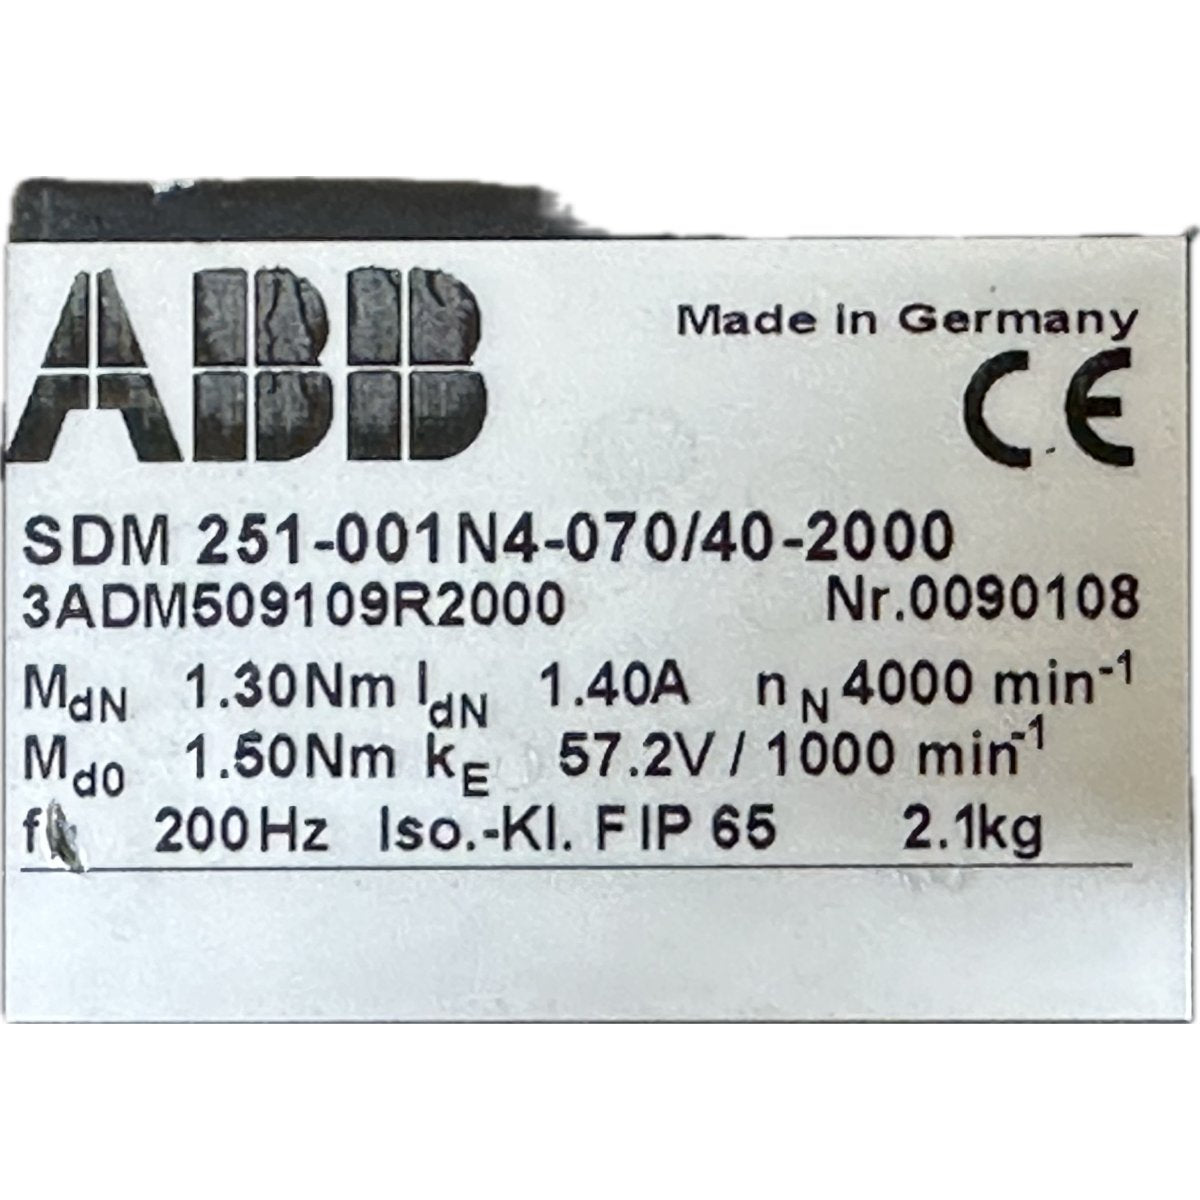 ABB
Made in Germany
CE
SDM 251-001N4-070/40-2000
3ADM509109R2000 Nr.0090108
MdN 1.30Nm IdN 1.40A nN 4000 min-1
Md0 1.50Nm kE 57.2V / 1000 min-1
f 200Hz Iso.-Kl. F IP 65 2.1kg